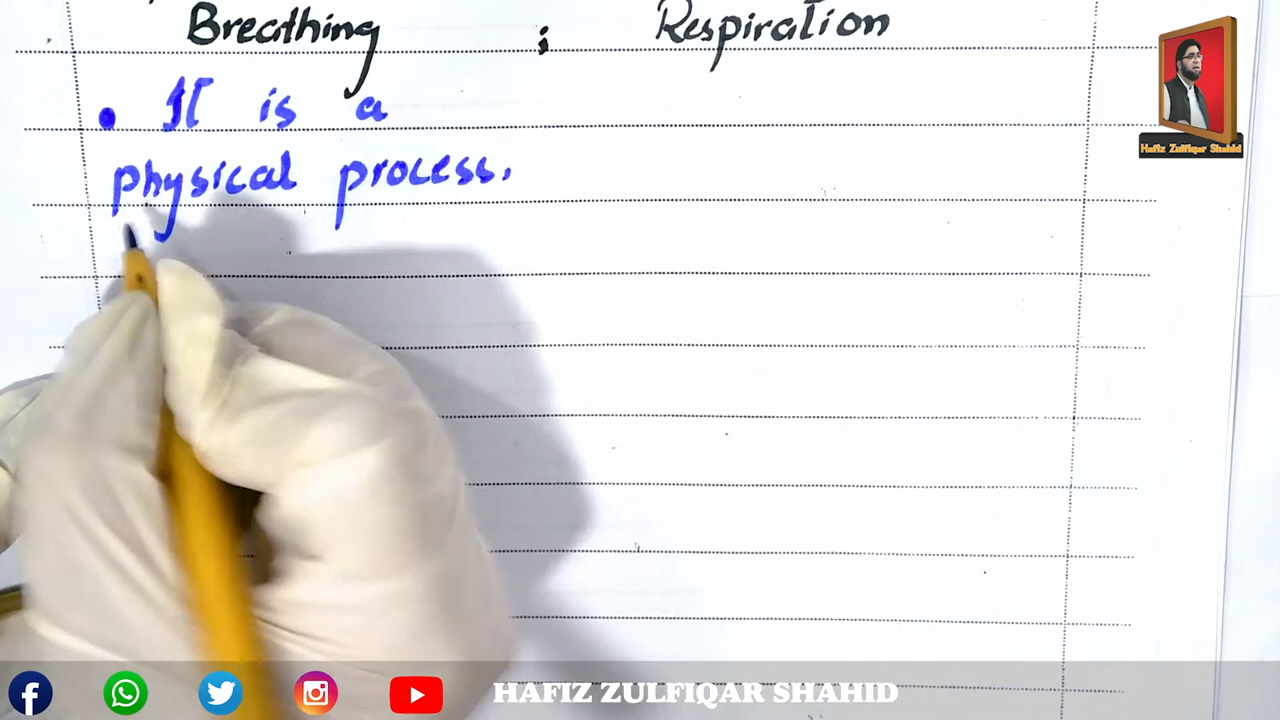 Breathing ; Respiration
• It is a
physical process.
Hafiz Zulfiqar Shahid
HAFIZ ZULFIQAR SHAHID